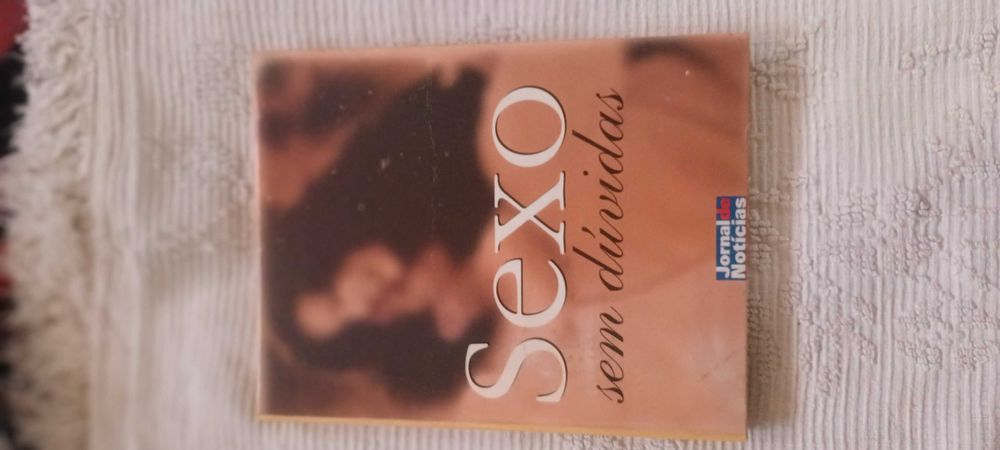 Sexo
sem dúvidas
Jornal de
Notícias